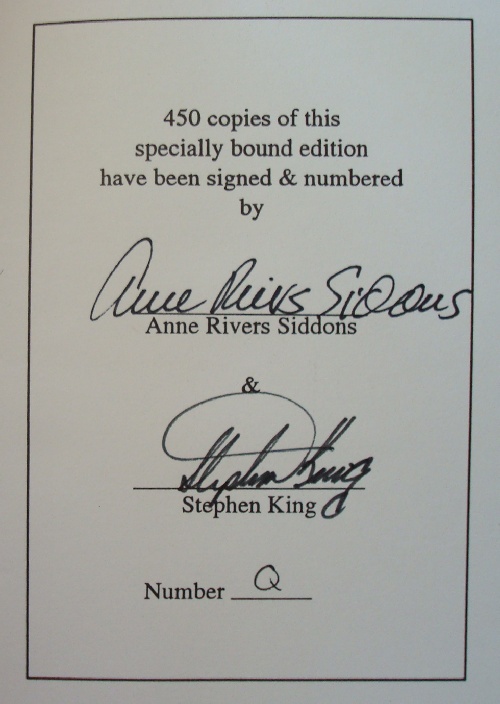 450 copies of this
specially bound edition
have been signed & numbered
by
Anne Rivers Siddons
Anne Rivers Siddons
&
Stephen King
Stephen King
Number Q